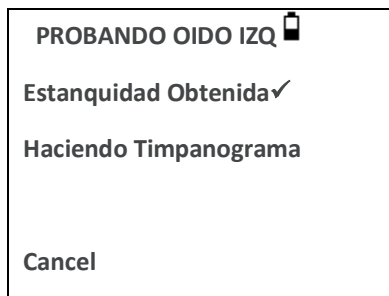 PROBANDO OIDO IZQ
Estanquidad Obtenida✓
Haciendo Timpanograma
Cancel